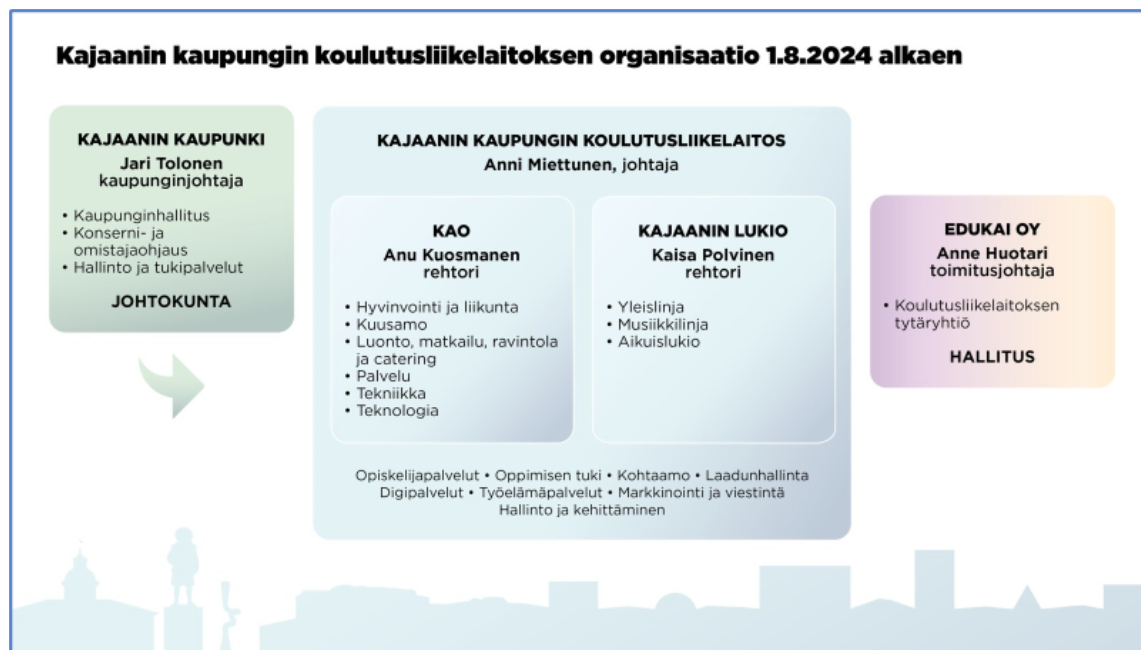 Kajaanin kaupungin koulutusliikelaitoksen organisaatio 1.8.2024 alkaen
KAJAANIN KAUPUNKI
Jari Tolonen
kaupunginjohtaja
• Kaupunginhallitus
• Konserni- ja
omistajaohjaus
• Hallinto ja tukipalvelut
JOHTOKUNTA
KAJAANIN KAUPUNGIN KOULUTUSLIIKELAITOS
Anni Miettunen, johtaja
KAO
Anu Kuosmanen
rehtori
• Hyvinvointi ja liikunta
• Kuusamo
• Luonto, matkailu, ravintola
ja catering
• Palvelu
• Tekniikka
• Teknologia
KAJAANIN LUKIO
Kaisa Polvinen
rehtori
• Yleislinja
• Musiikkilinja
• Aikuislukio
Opiskelijapalvelut • Oppimisen tuki • Kohtaamo • Laadunhallinta
Digipalvelut • Työelämäpalvelut • Markkinointi ja viestintä
Hallinto ja kehittäminen
EDUKAI OY
Anne Huotari
toimitusjohtaja
• Koulutusliikelaitoksen
tytäryhtiö
HALLITUS